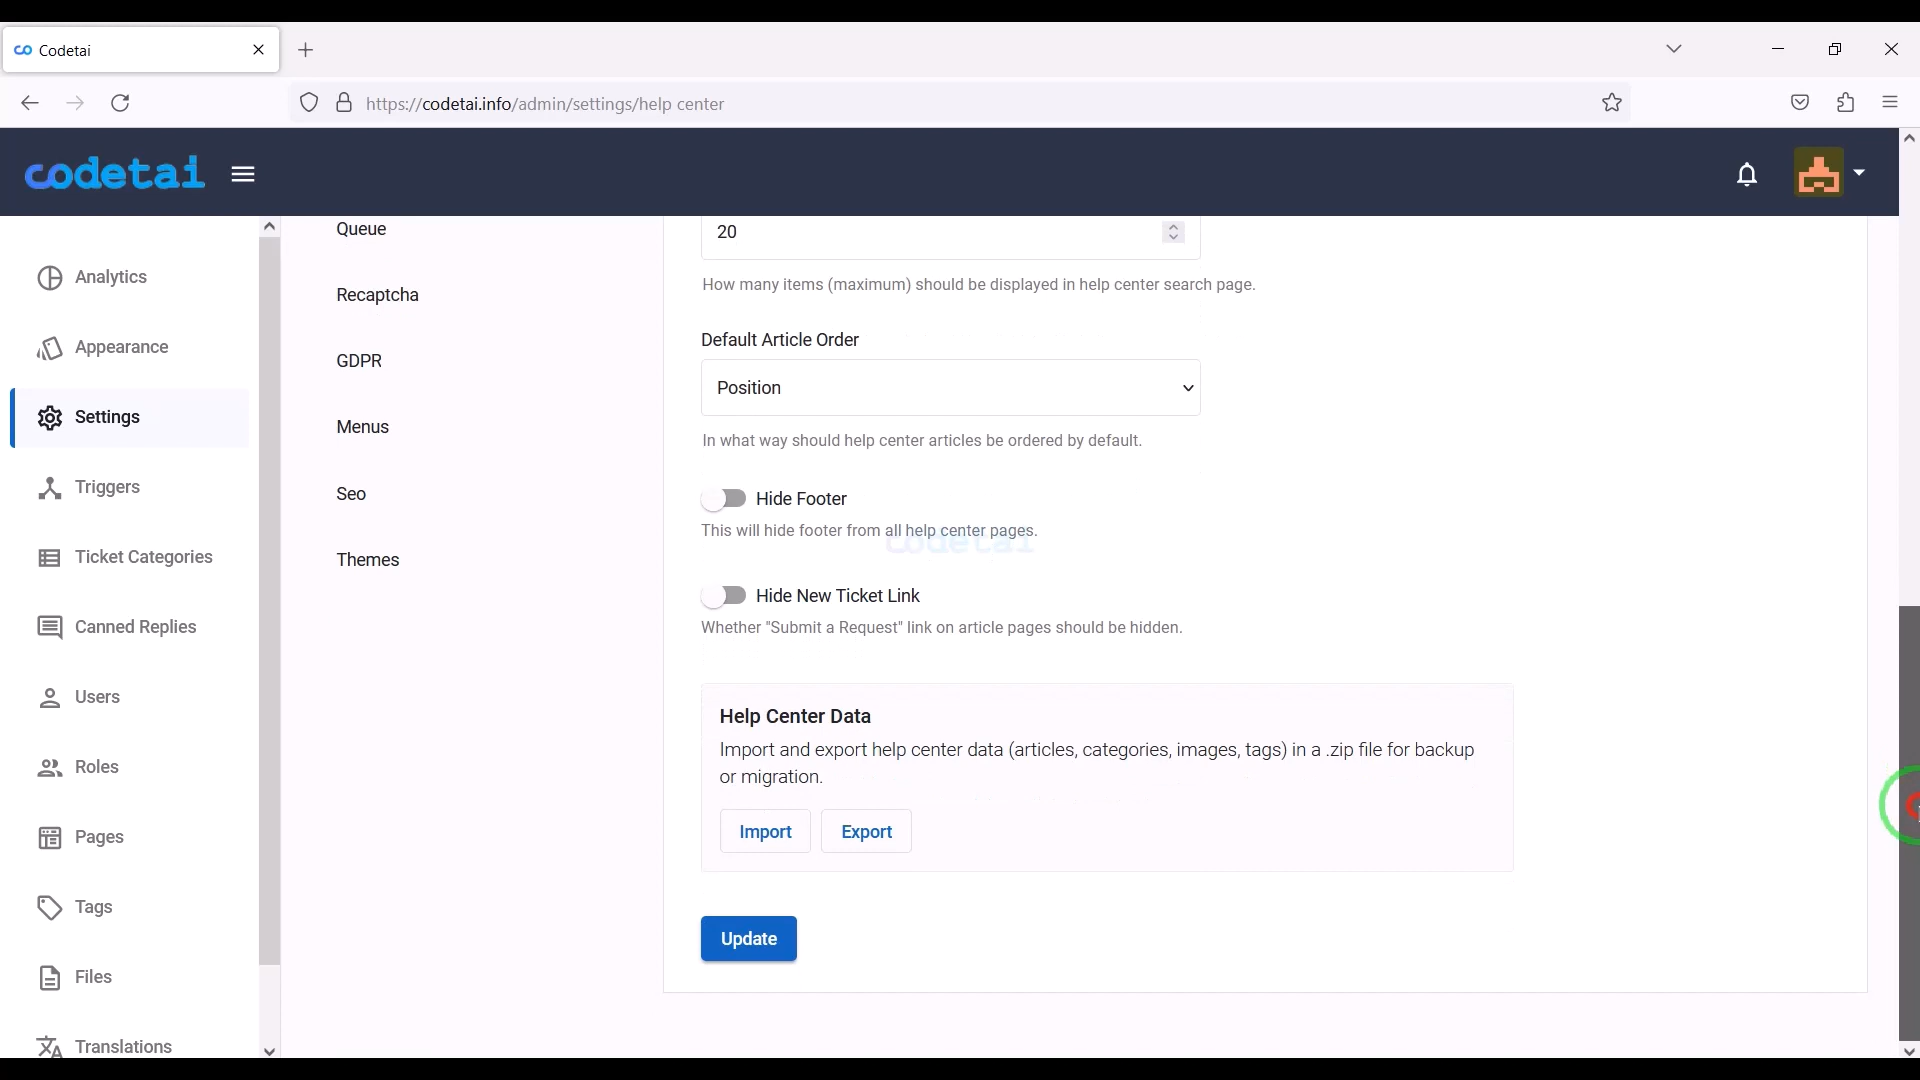 Codetai
https://codetai.info/admin/settings/help center
codetai
Analytics
Appearance
Settings
Triggers
Ticket Categories
Canned Replies
Users
Roles
Pages
Tags
Files
Translations
Queue
Recaptcha
GDPR
Menus
Seo
Themes
20
How many items (maximum) should be displayed in help center search page.
Default Article Order
Position
In what way should help center articles be ordered by default.
Hide Footer
This will hide footer from all help center pages.
codetai
Hide New Ticket Link
Whether "Submit a Request" link on article pages should be hidden.
Help Center Data
Import and export help center data (articles, categories, images, tags) in a .zip file for backup
or migration.
Import
Export
Update